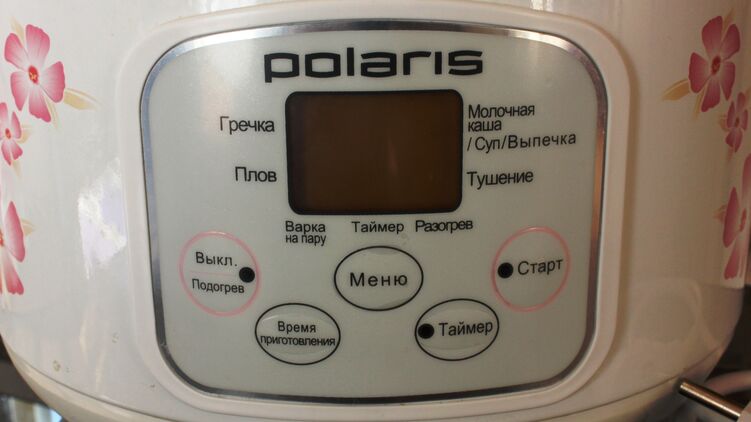 polaris
Гречка
Плов
Молочная
каша
/Суп/Выпечка
Тушение
Варка
на пару
Таймер
Разогрев
Выкл.
Подогрев
Меню
Старт
Время
приготовления
Таймер